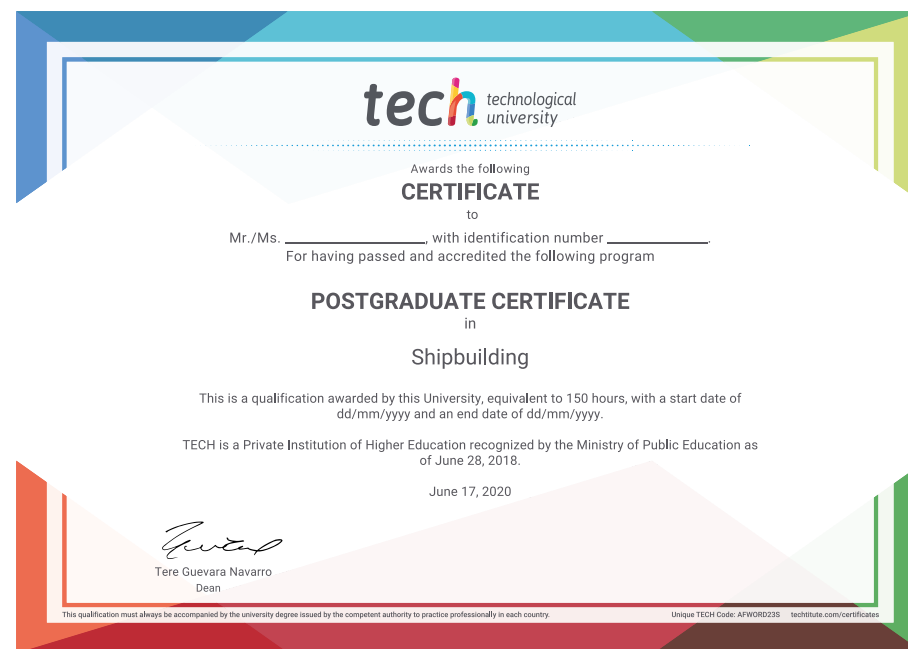 tech technological
university
Awards the following
CERTIFICATE
to
Mr./Ms. ____________________, with identification number ______________.
For having passed and accredited the following program
POSTGRADUATE CERTIFICATE
in
Shipbuilding
This is a qualification awarded by this University, equivalent to 150 hours, with a start date of
dd/mm/yyyy and an end date of dd/mm/yyyy.
TECH is a Private Institution of Higher Education recognized by the Ministry of Public Education as
of June 28, 2018.
June 17, 2020
Tere Guevara Navarro
Dean
This qualification must always be accompanied by the university degree issued by the competent authority to practice professionally in each country. Unique TECH Code: AFWORD23S techtitute.com/certificates